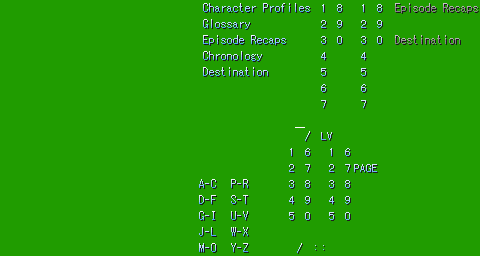 Character Profiles 1 8 1 8 Episode Recaps
Glossary 2 9 2 9
Episode Recaps 3 0 3 0 Destination
Chronology 4 4
Destination 5 5
6 6
7 7
/ LV
1 6 1 6
2 7 2 7 PAGE
A-C P-R 3 8 3 8
D-F S-T 4 9 4 9
G-I U-V 5 0 5 0
J-L W-X
M-O Y-Z / ::